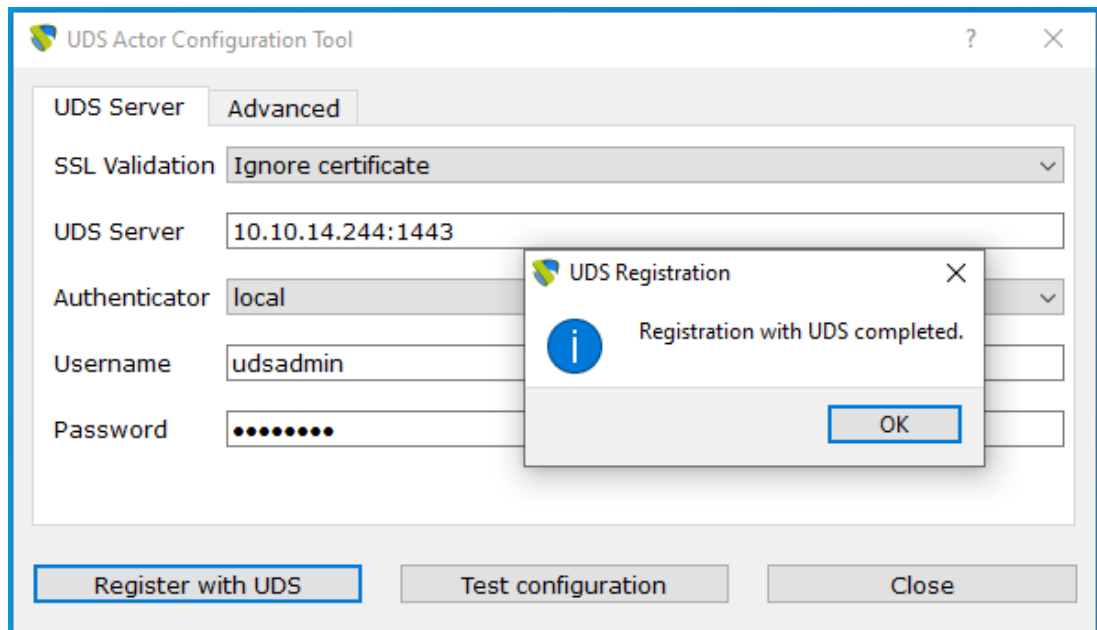 UDS Actor Configuration Tool
UDS Server
Advanced
SSL Validation
Ignore certificate
UDS Server
10.10.14.244:1443
Authenticator
local
Username
udsadmin
Password
●●●●●●●●
UDS Registration
Registration with UDS completed.
OK
Register with UDS
Test configuration
Close